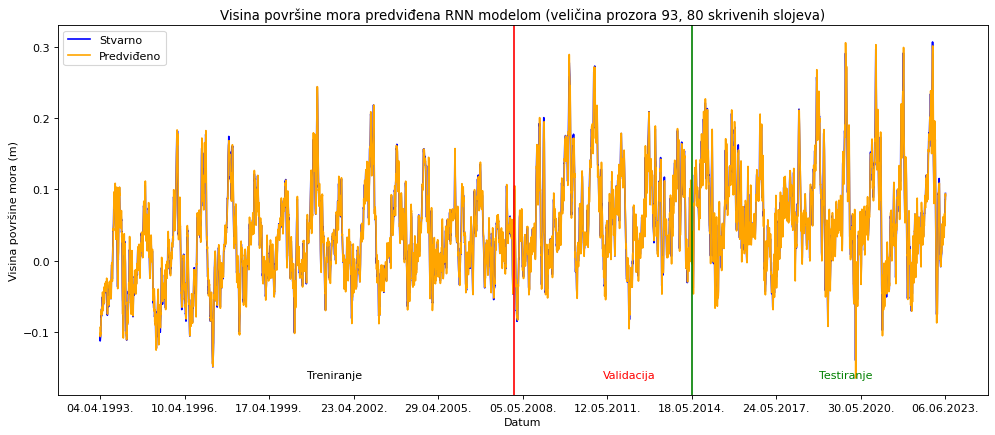 Visina površine mora predviđena RNN modelom (veličina prozora 93, 80 skrivenih slojeva)
Stvarno
Predviđeno
Visina površine mora (m)
0.3
0.2
0.1
0.0
−0.1
Treniranje
Validacija
Testiranje
04.04.1993.
10.04.1996.
17.04.1999.
23.04.2002.
29.04.2005.
05.05.2008.
12.05.2011.
18.05.2014.
24.05.2017.
30.05.2020.
06.06.2023.
Datum